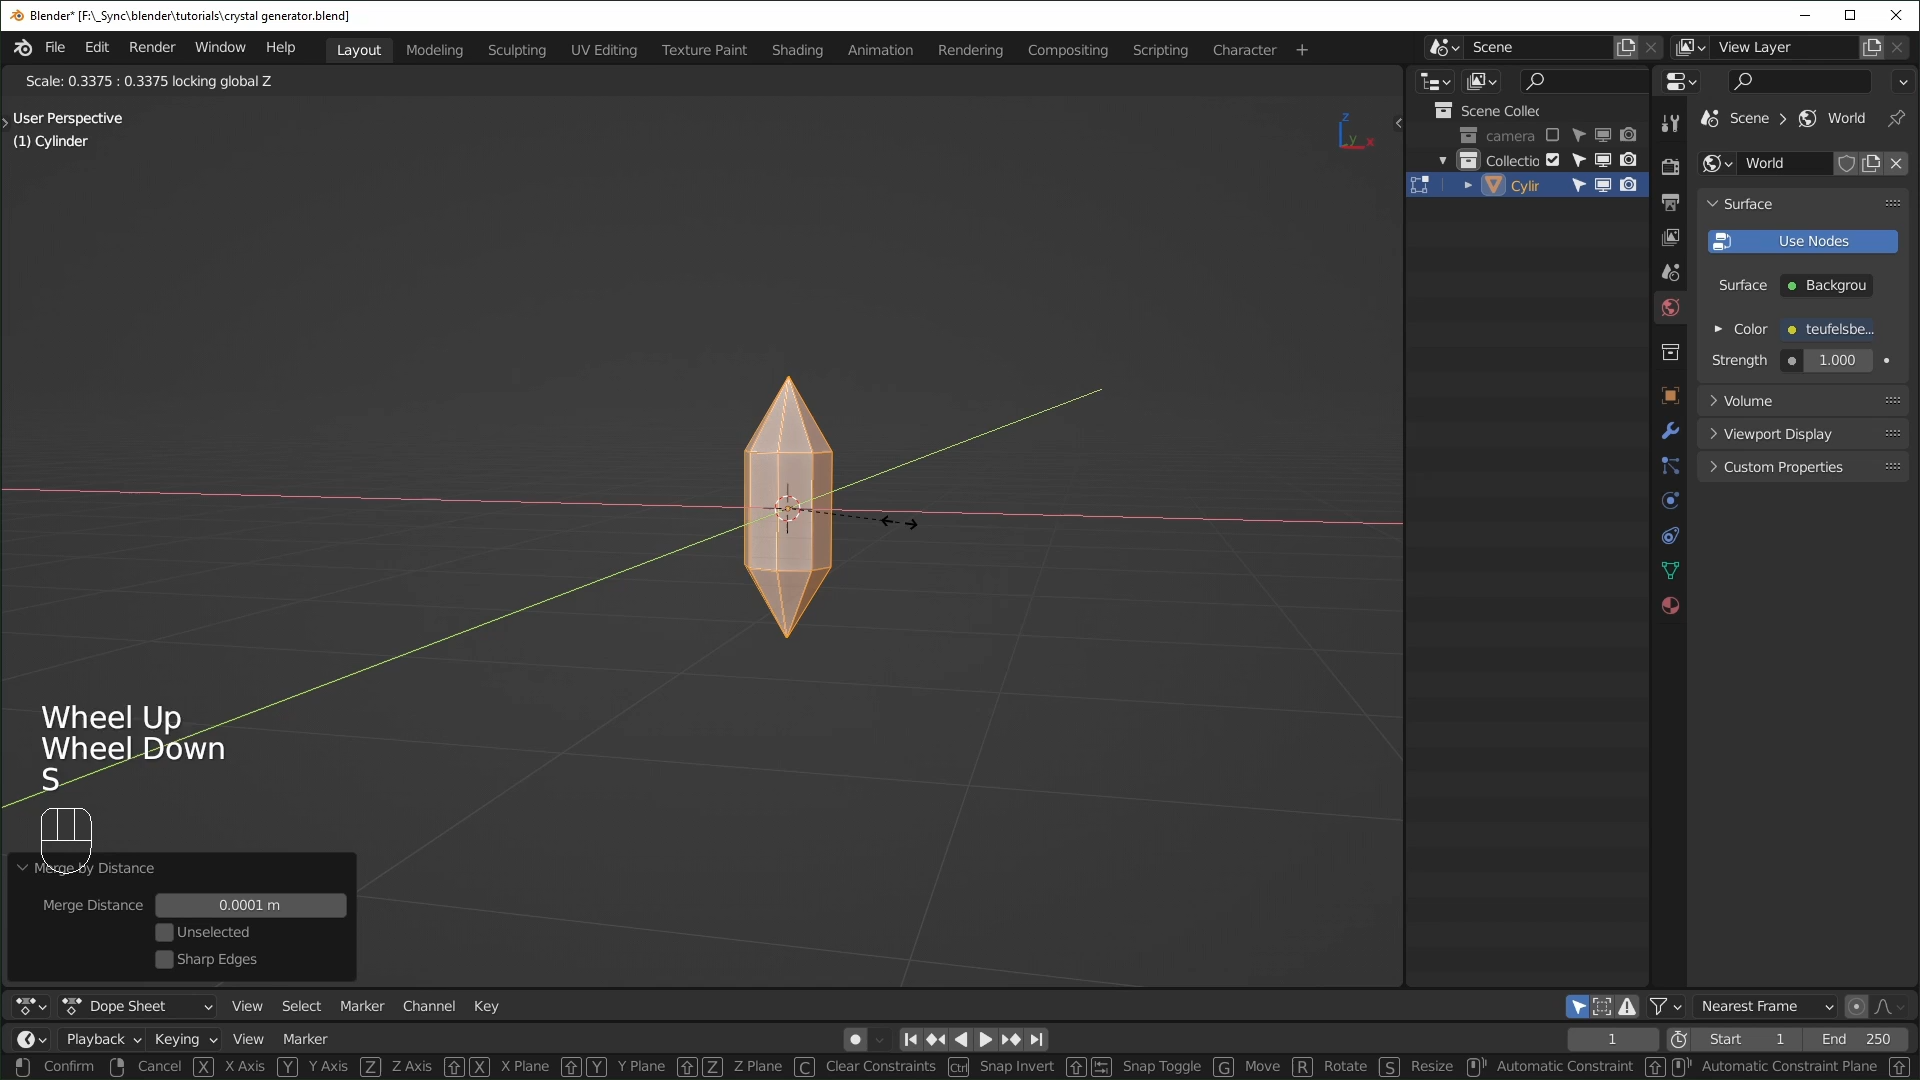 Blender* [F:\_Sync\blender\tutorials\crystal generator.blend]
File Edit Render Window Help Layout Modeling Sculpting UV Editing Texture Paint Shading Animation Rendering Compositing Scripting Character + Scene View Layer
Scale: 0.3375 : 0.3375 locking global Z
User Perspective
(1) Cylinder
z
y
x
Scene Collec
camera
Collectio
Cylir
Scene > World
World
Surface
Use Nodes
Surface Backgrou
Color teufelsbe...
Strength 1.000
Volume
Viewport Display
Custom Properties
Wheel Up
Wheel Down
S
Merge by Distance
Merge Distance 0.0001 m
Unselected
Sharp Edges
Dope Sheet View Select Marker Channel Key Nearest Frame
Playback Keying View Marker 1 Start 1 End 250
Confirm Cancel X X Axis Y Y Axis Z Z Axis X X Plane Y Y Plane Z Z Plane C Clear Constraints Ctrl Snap Invert Snap Toggle G Move R Rotate S Resize Automatic Constraint Automatic Constraint Plane